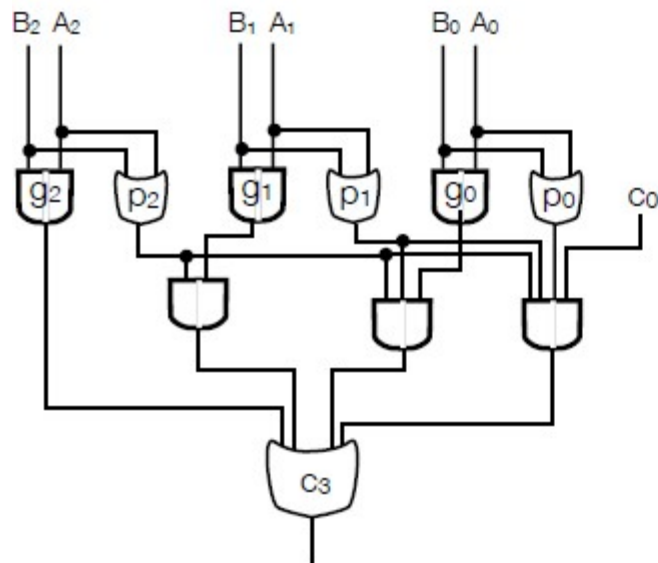 B₂ A₂ B₁ A₁ B₀ A₀
g₂ p₂ g₁ p₁ g₀ p₀ C₀
C₃